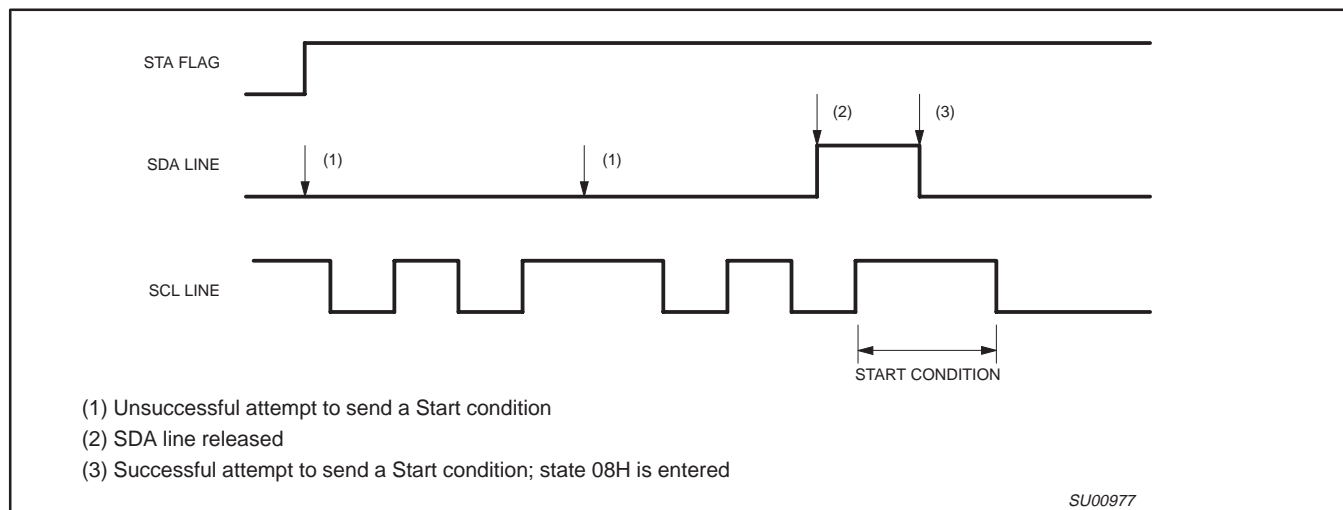 STA FLAG
(2)
(3)
SDA LINE
(1)
(1)
SCL LINE
START CONDITION
(1) Unsuccessful attempt to send a Start condition
(2) SDA line released
(3) Successful attempt to send a Start condition; state 08H is entered
SU00977